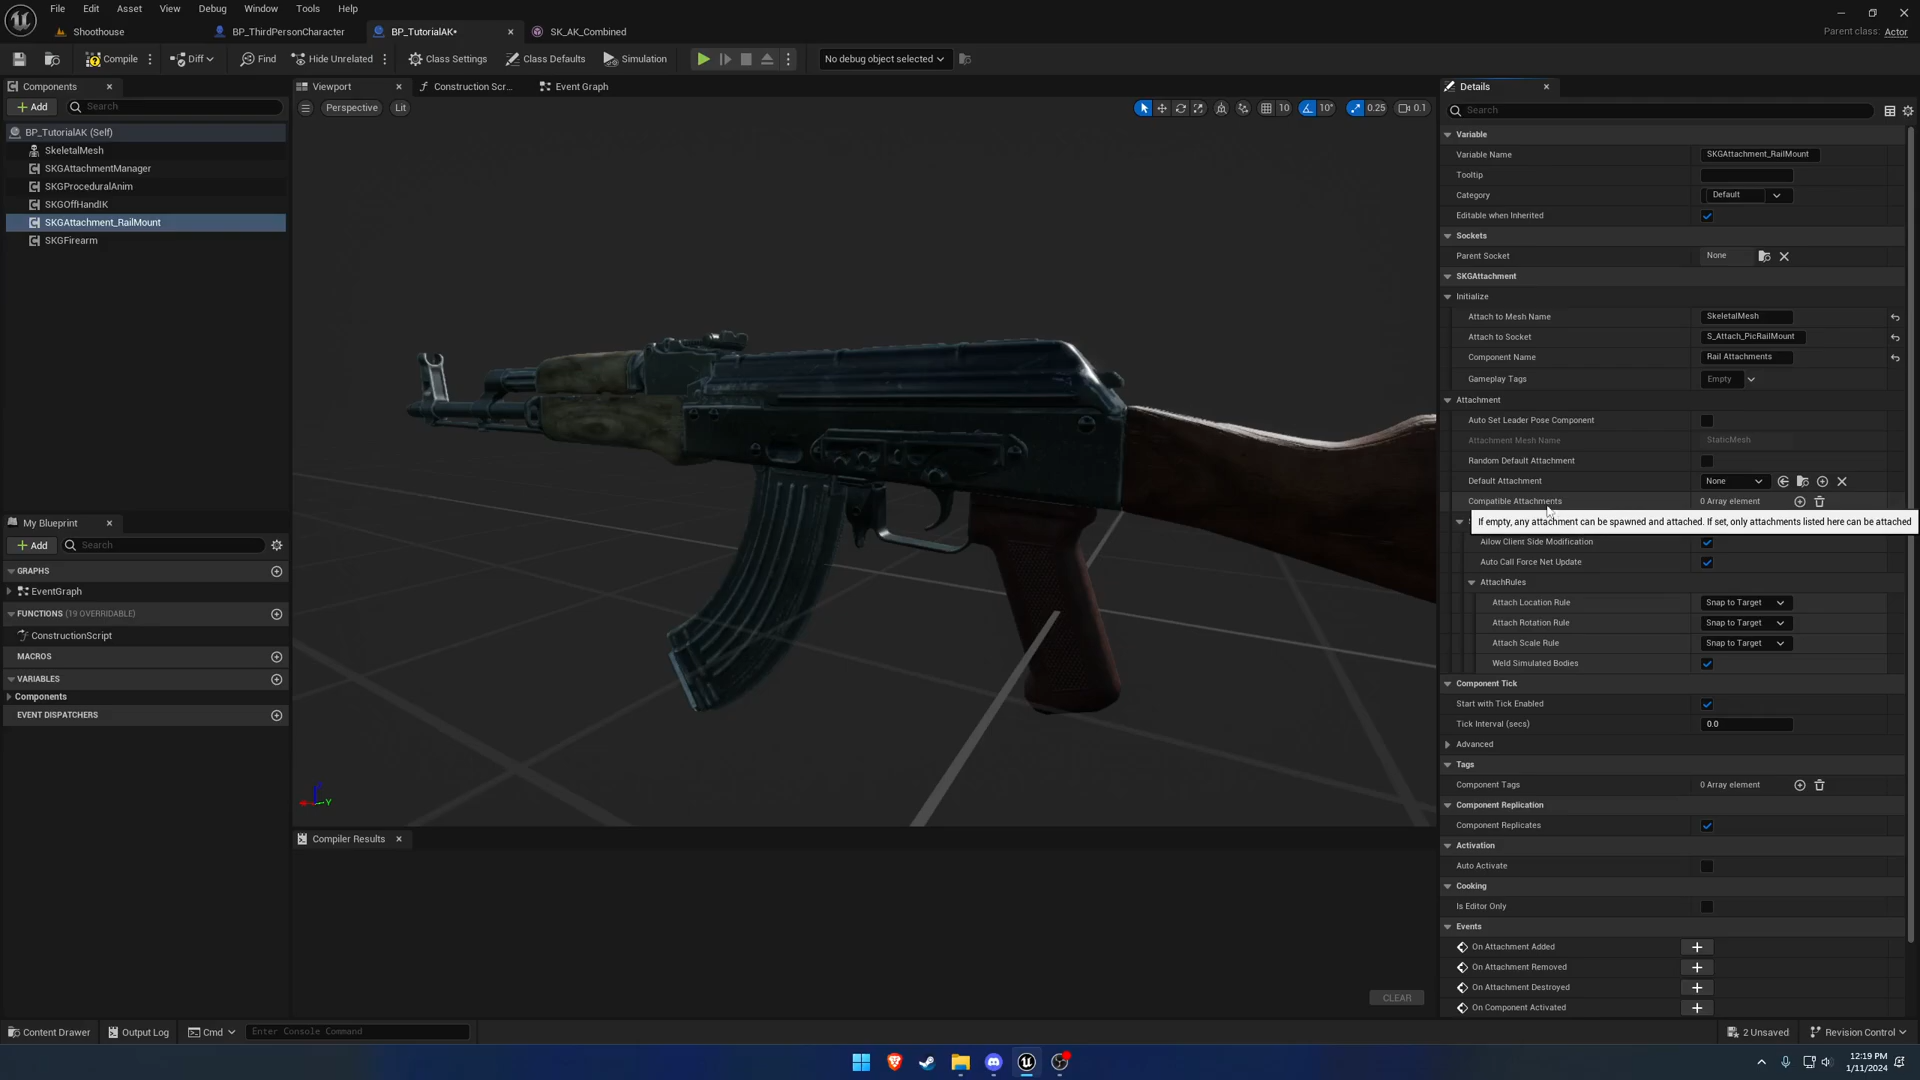 File Edit Asset View Debug Window Tools Help
Shoothouse BP_ThirdPersonCharacter BP_TutorialAK• SK_AK_Combined
Parent class: Actor
Compile Diff Find Hide Unrelated Class Settings Class Defaults Simulation No debug object selected
Components
Add Search
BP_TutorialAK (Self)
SkeletalMesh
SKGAttachmentManager
SKGProceduralAnim
SKGOffHandIK
SKGAttachment_RailMount
SKGFirearm
My Blueprint
Add Search
GRAPHS
EventGraph
FUNCTIONS (19 OVERRIDABLE)
ConstructionScript
MACROS
VARIABLES
Components
EVENT DISPATCHERS
Viewport Construction Scr... Event Graph
Perspective Lit
10 10° 0.25 0.1
Compiler Results
CLEAR
Details
Search
Variable
Variable Name SKGAttachment_RailMount
Tooltip
Category Default
Editable when Inherited
Sockets
Parent Socket None
SKGAttachment
Initialize
Attach to Mesh Name SkeletalMesh
Attach to Socket S_Attach_PicRailMount
Component Name Rail Attachments
Gameplay Tags Empty
Attachment
Auto Set Leader Pose Component
Attachment Mesh Name StaticMesh
Random Default Attachment
Default Attachment None
Compatible Attachments 0 Array element
If empty, any attachment can be spawned and attached. If set, only attachments listed here can be attached
Allow Client Side Modification
Auto Call Force Net Update
AttachRules
Attach Location Rule Snap to Target
Attach Rotation Rule Snap to Target
Attach Scale Rule Snap to Target
Weld Simulated Bodies
Component Tick
Start with Tick Enabled
Tick Interval (secs) 0.0
Advanced
Tags
Component Tags 0 Array element
Component Replication
Component Replicates
Activation
Auto Activate
Cooking
Is Editor Only
Events
On Attachment Added
On Attachment Removed
On Attachment Destroyed
On Component Activated
Content Drawer Output Log Cmd Enter Console Command 2 Unsaved Revision Control
12:19 PM
1/11/2024